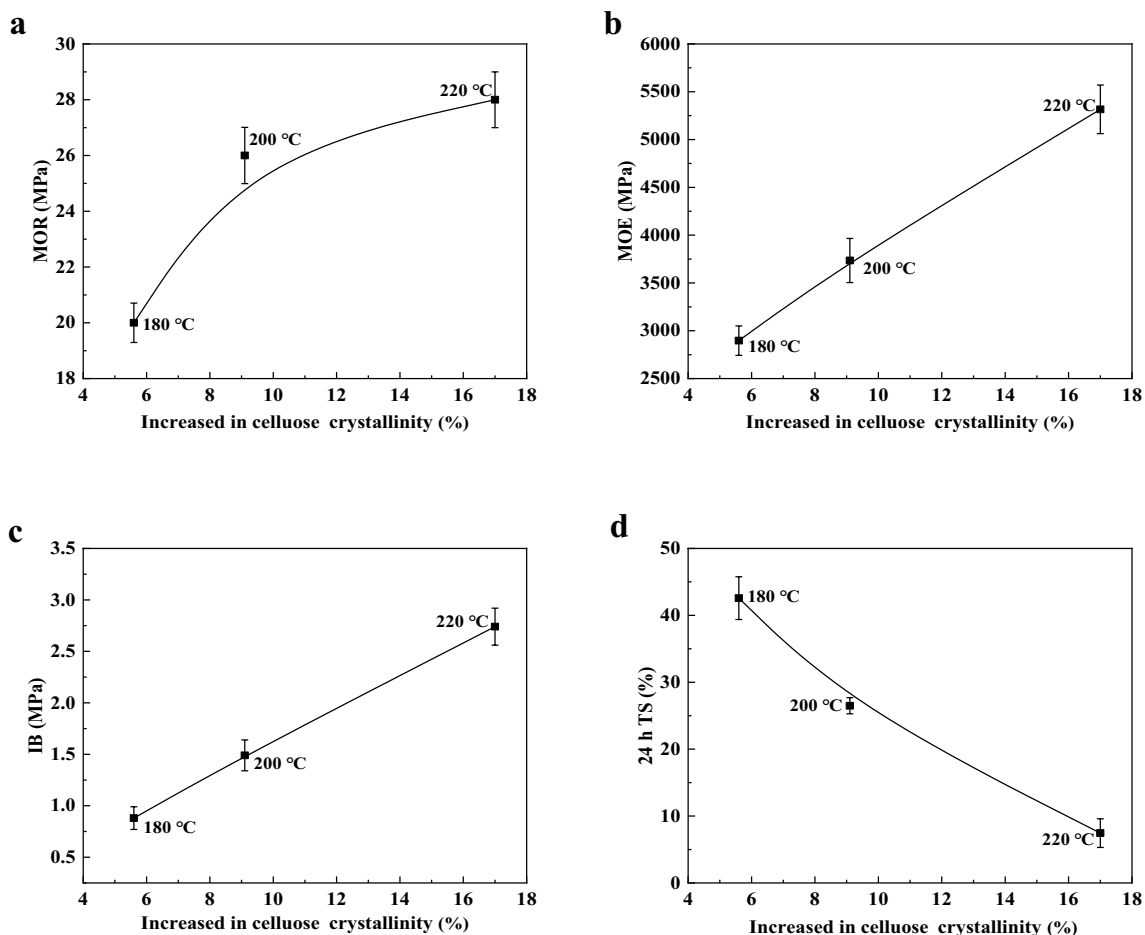 a
30
28
26
24
22
20
18
MOR (MPa)
180 °C
200 °C
220 °C
4 6 8 10 12 14 16 18
Increased in celluose crystallinity (%)
b
6000
5500
5000
4500
4000
3750
3000
2500
MOE (MPa)
180 °C
200 °C
220 °C
4 6 8 10 12 14 16 18
Increased in celluose crystallinity (%)
c
3.5
3.0
2.5
2.0
1.5
1.0
0.5
IB (MPa)
180 °C
200 °C
220 °C
4 6 8 10 12 14 16 18
Increased in celluose crystallinity (%)
d
50
40
30
20
10
0
24 h TS (%)
180 °C
200 °C
220 °C
4 6 8 10 12 14 16 18
Increased in celluose crystallinity (%)